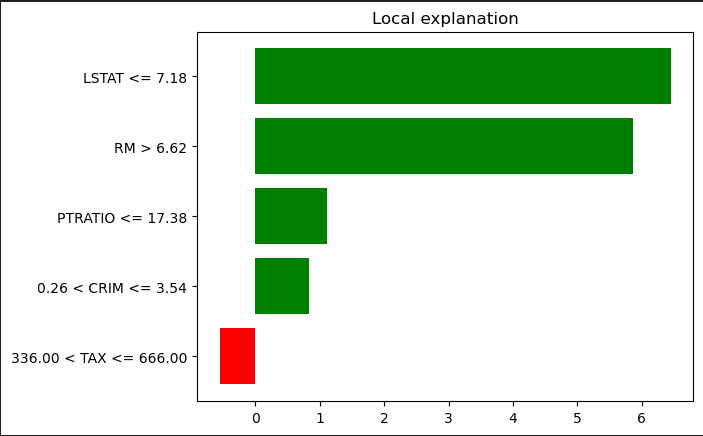 Local explanation
LSTAT <= 7.18
RM > 6.62
PTRATIO <= 17.38
0.26 < CRIM <= 3.54
336.00 < TAX <= 666.00
0 1 2 3 4 5 6